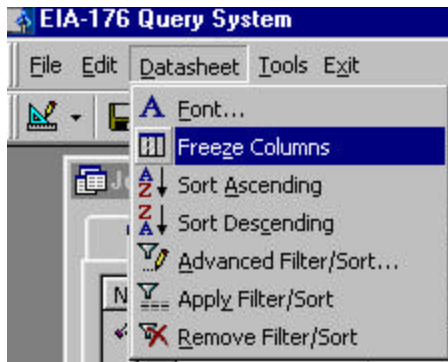 EIA-176 Query System
File Edit Datasheet Tools Exit
Font...
Freeze Columns
Sort Ascending
Sort Descending
Advanced Filter/Sort...
Apply Filter/Sort
Remove Filter/Sort